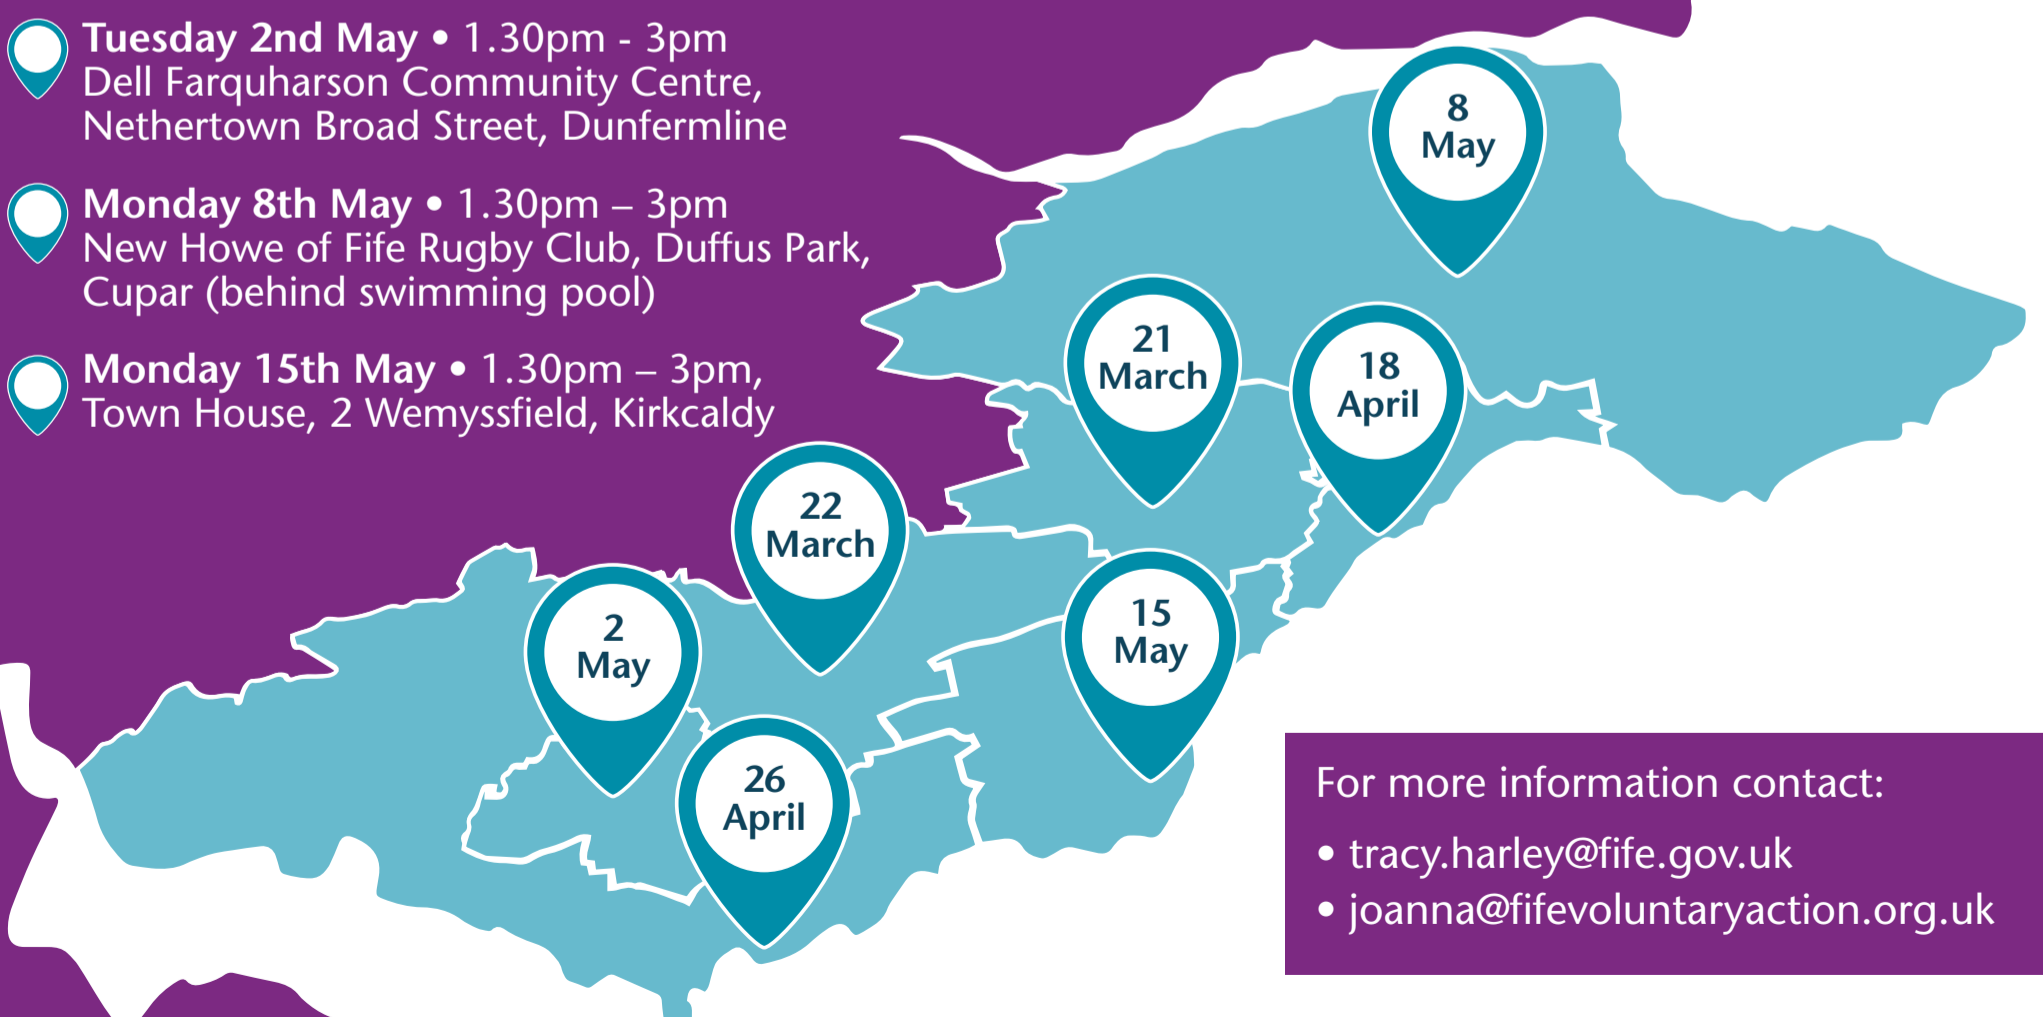 Tuesday 2nd May • 1.30pm - 3pm
Dell Farquharson Community Centre,
Nethertown Broad Street, Dunfermline
Monday 8th May • 1.30pm – 3pm
New Howe of Fife Rugby Club, Duffus Park,
Cupar (behind swimming pool)
Monday 15th May • 1.30pm – 3pm,
Town House, 2 Wemyssfield, Kirkcaldy
8
May
21
March
18
April
22
March
2
May
15
May
26
April
For more information contact:
• tracy.harley@fife.gov.uk
• joanna@fifevoluntaryaction.org.uk